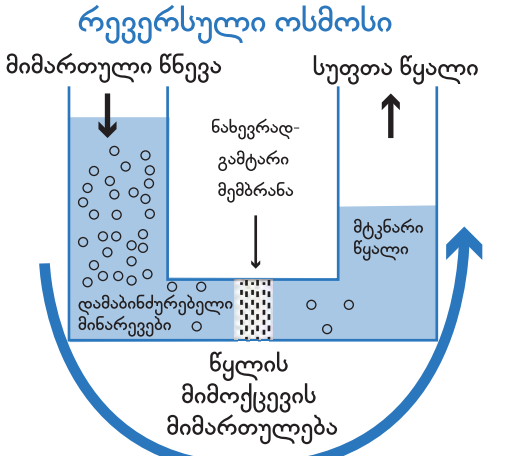 რევერსული ოსმოსი
მიმართული წნევა
სუფთა წყალი
ნახევრად-
გამტარი
მემბრანა
მტკნარი
წყალი
დამაბინძურებელი
მინარევები
წყლის
მიმოქცევის
მიმართულება